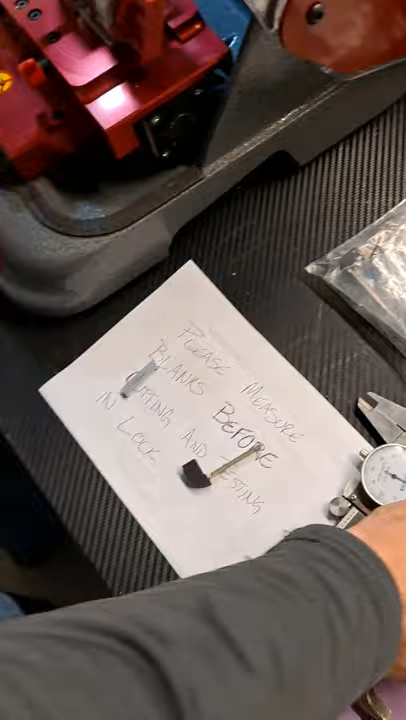 PLEASE MEASURE
BLANKS BEFORE
CUTTING AND TESTING
IN LOCK